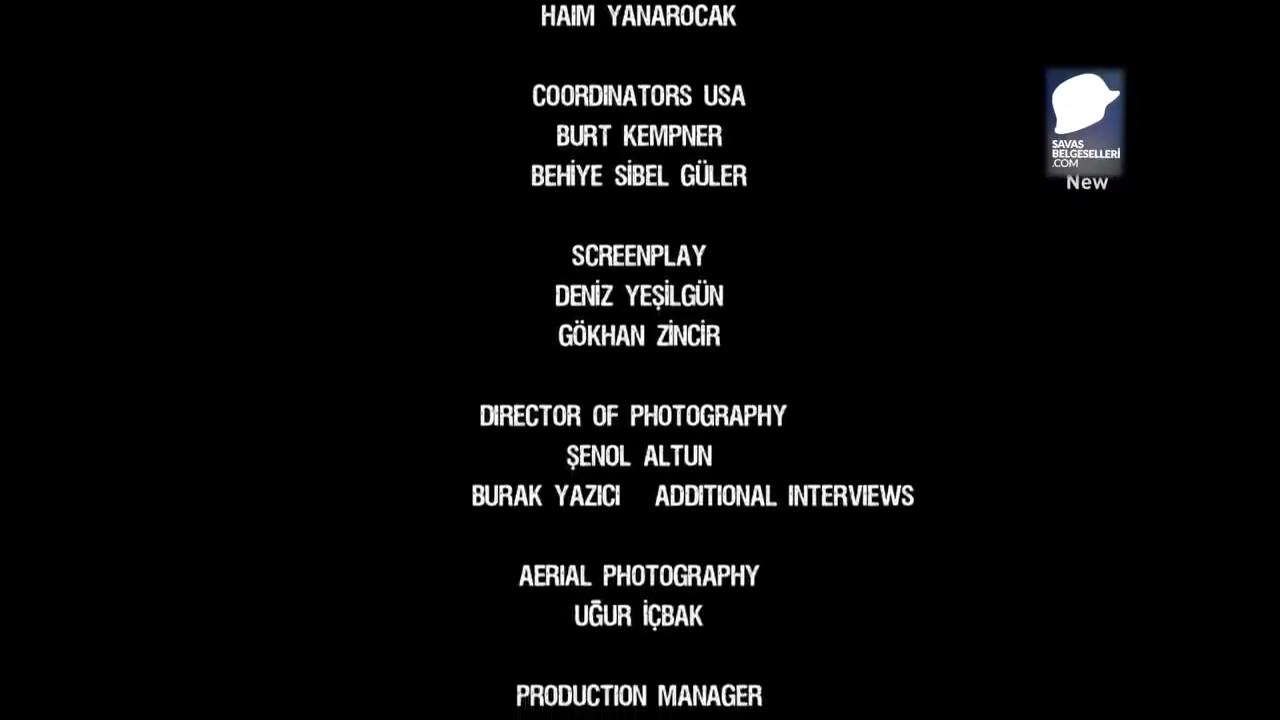 HAIM YANAROCAK
COORDINATORS USA
BURT KEMPNER
BEHİYE SİBEL GÜLER
SCREENPLAY
DENİZ YEŞİLGÜN
GÖKHAN ZİNCİR
DIRECTOR OF PHOTOGRAPHY
ŞENOL ALTUN
BURAK YAZICI ADDITIONAL INTERVIEWS
AERIAL PHOTOGRAPHY
UĞUR İÇBAK
PRODUCTION MANAGER
SAVAS
BELGESELLERİ
.COM
New